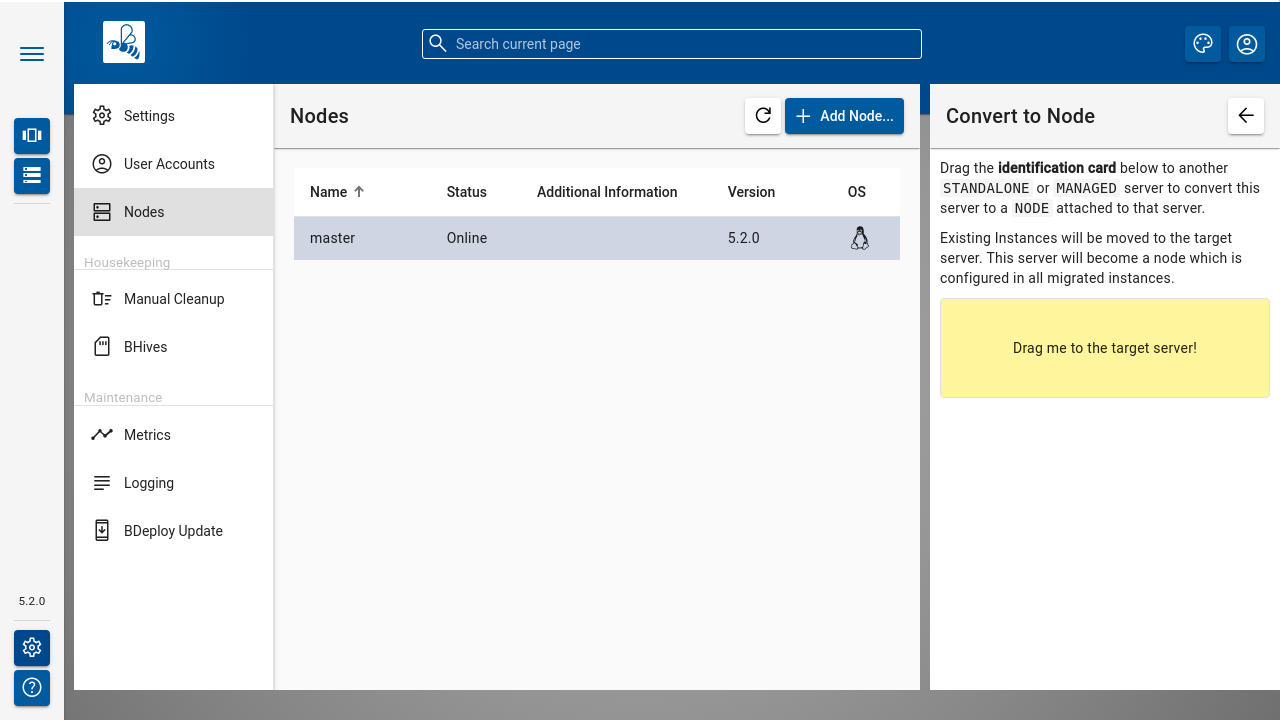 Search current page
Settings
User Accounts
Nodes
Housekeeping
Manual Cleanup
BHives
Maintenance
Metrics
Logging
BDeploy Update
5.2.0
Nodes
Add Node...
Name Status Additional Information Version OS
master Online 5.2.0
Convert to Node
Drag the identification card below to another
STANDALONE or MANAGED server to convert this
server to a NODE attached to that server.
Existing Instances will be moved to the target
server. This server will become a node which is
configured in all migrated instances.
Drag me to the target server!